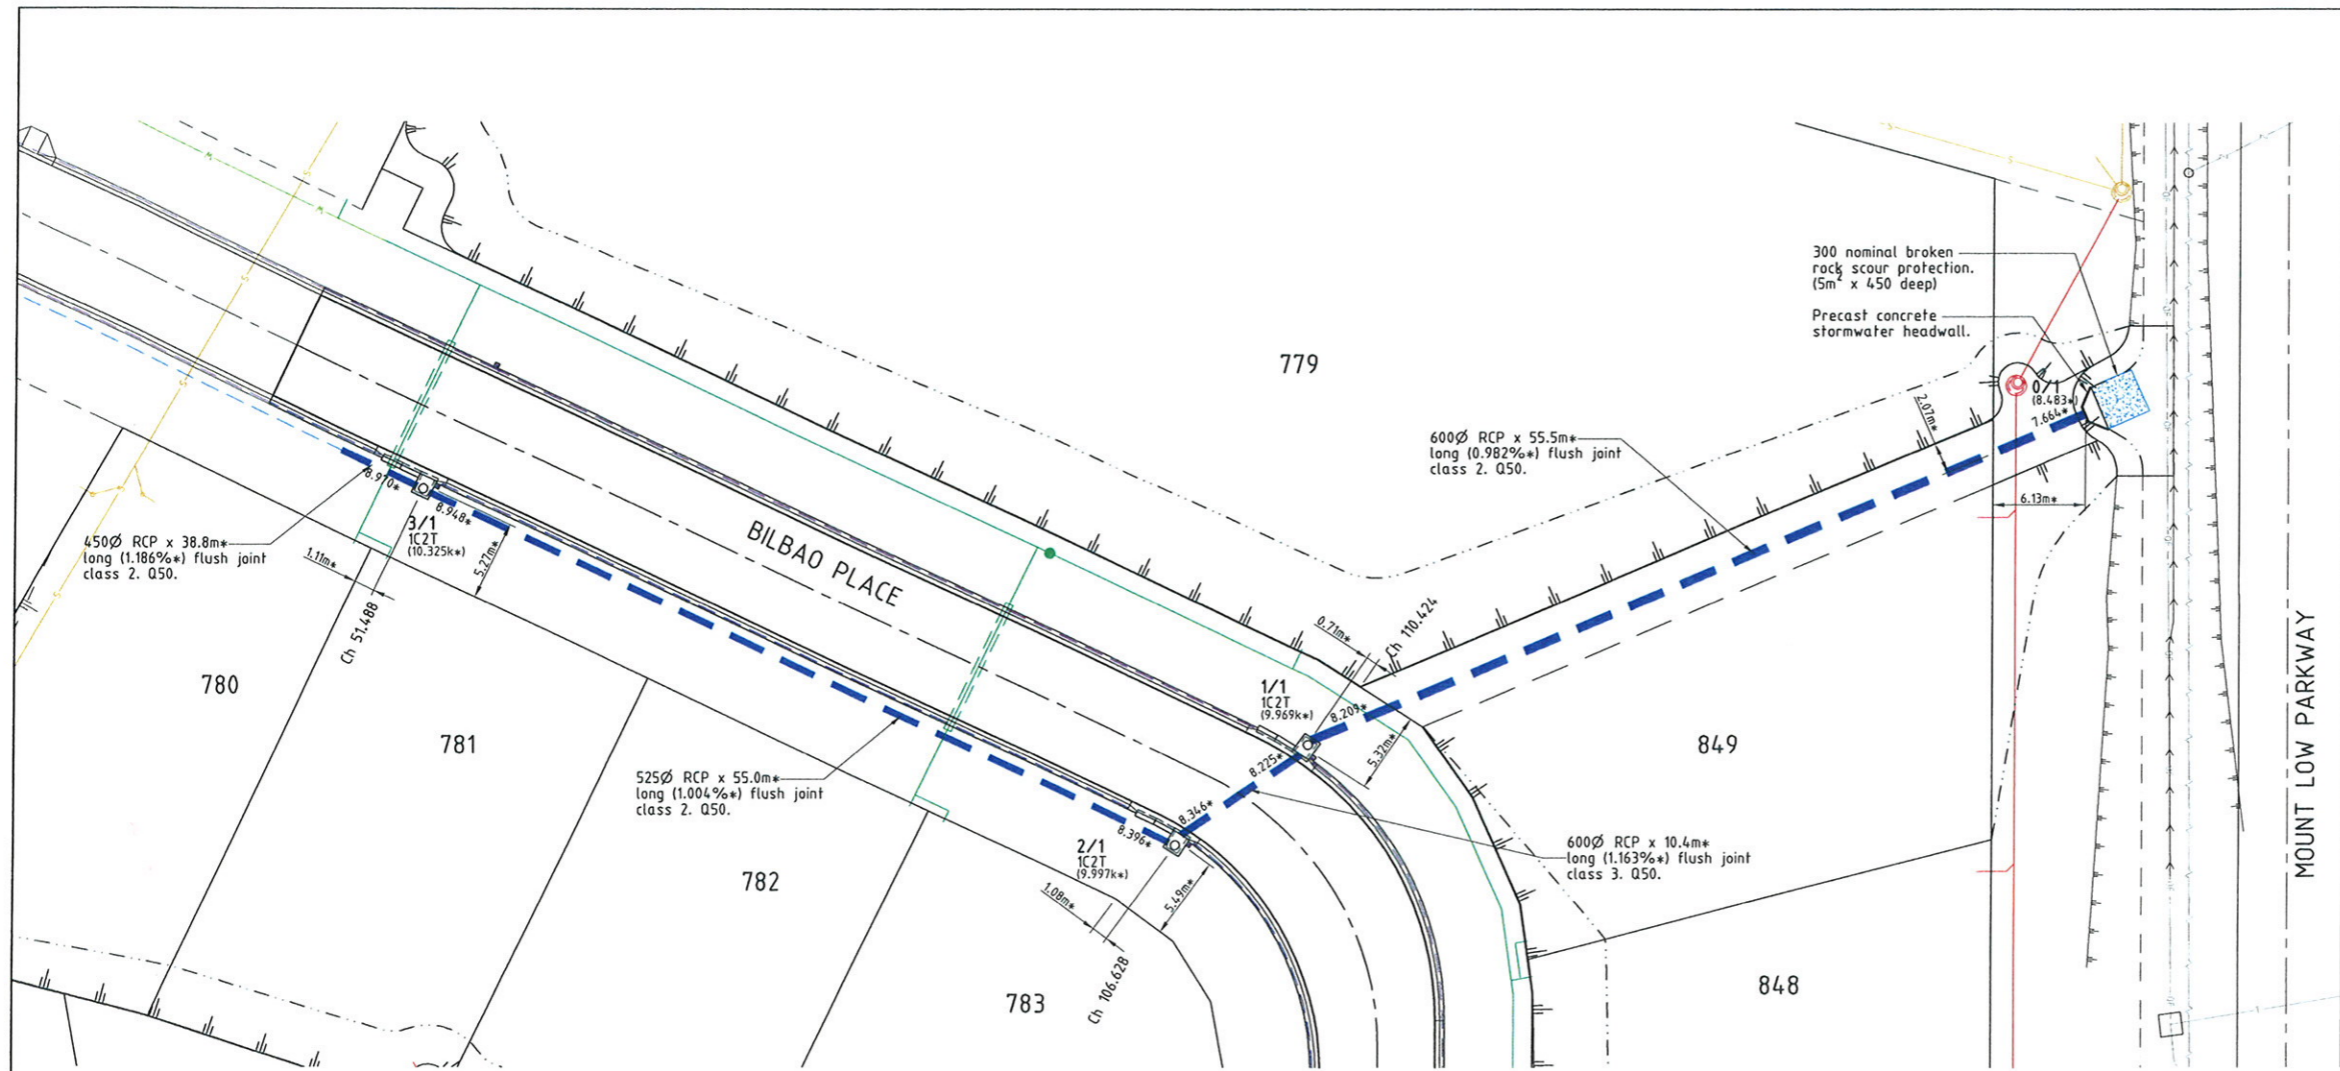 779
300 nominal broken
rock scour protection.
(5m² x 450 deep)
Precast concrete
stormwater headwall.
0/1
(8.483*)
7.664*
2.07m*
6.13m*
600Ø RCP x 55.5m*
long (0.982%*) flush joint
class 2. Q50.
BILBAO PLACE
8.970*
3/1
1C2T
(10.325k*)
8.948*
450Ø RCP x 38.8m*
long (1.186%*) flush joint
class 2. Q50.
1.11m*
5.27m*
Ch 51.488
0.71m*
Ch 110.424
1/1
1C2T
(9.969k*)
8.209*
8.225*
5.32m*
780
781
782
783
849
848
525Ø RCP x 55.0m*
long (1.004%*) flush joint
class 2. Q50.
8.346*
8.396*
2/1
1C2T
(9.997k*)
1.08m*
5.49m*
Ch 106.628
600Ø RCP x 10.4m*
long (1.163%*) flush joint
class 3. Q50.
MOUNT LOW PARKWAY